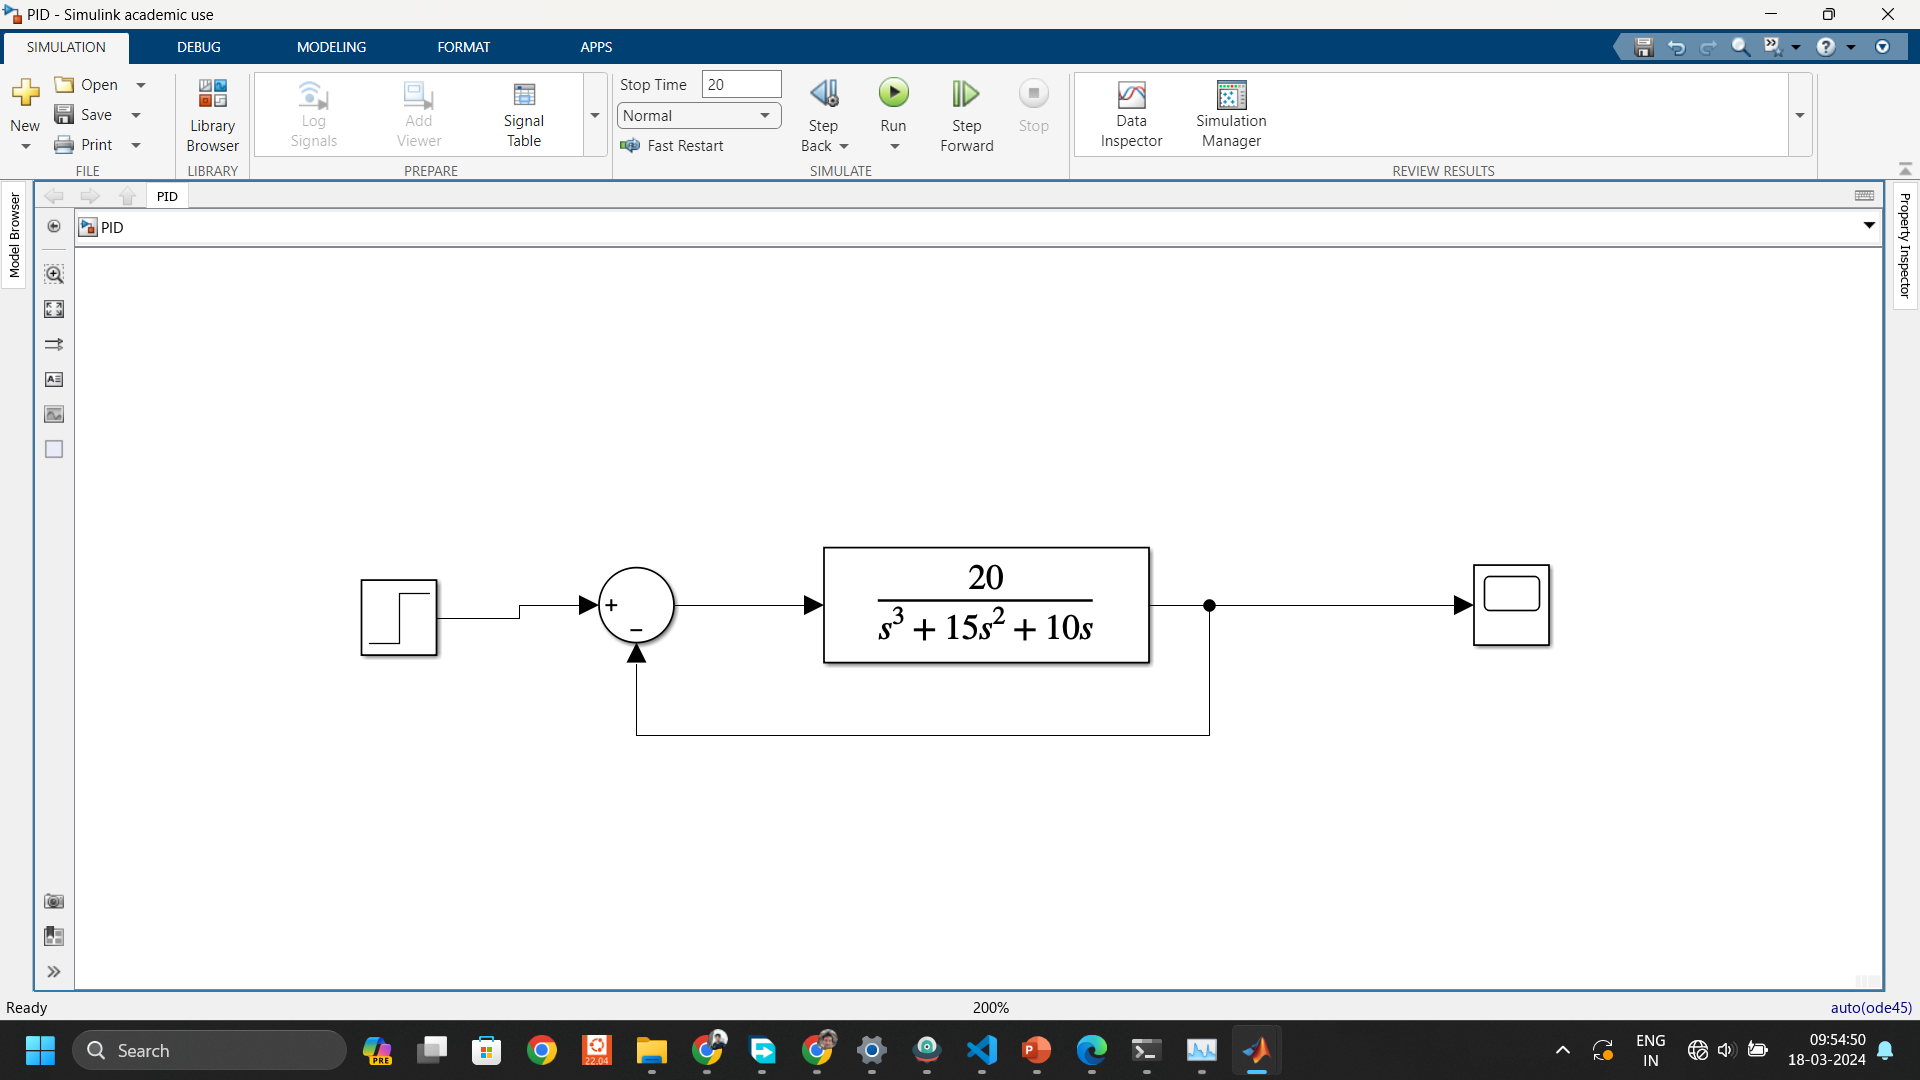 PID - Simulink academic use
SIMULATION DEBUG MODELING FORMAT APPS
New
Open
Save
Print
FILE
Library
Browser
LIBRARY
Log
Signals
Add
Viewer
Signal
Table
PREPARE
Stop Time 20
Normal
Fast Restart
Step
Back
Run
Step
Forward
Stop
SIMULATE
Data
Inspector
Simulation
Manager
REVIEW RESULTS
Model Browser
PID
PID
Property Inspector
+
−
20
s³ + 15s² + 10s
Ready 200% auto(ode45)
Search
PRE
22.04
ENG
IN
09:54:50
18-03-2024